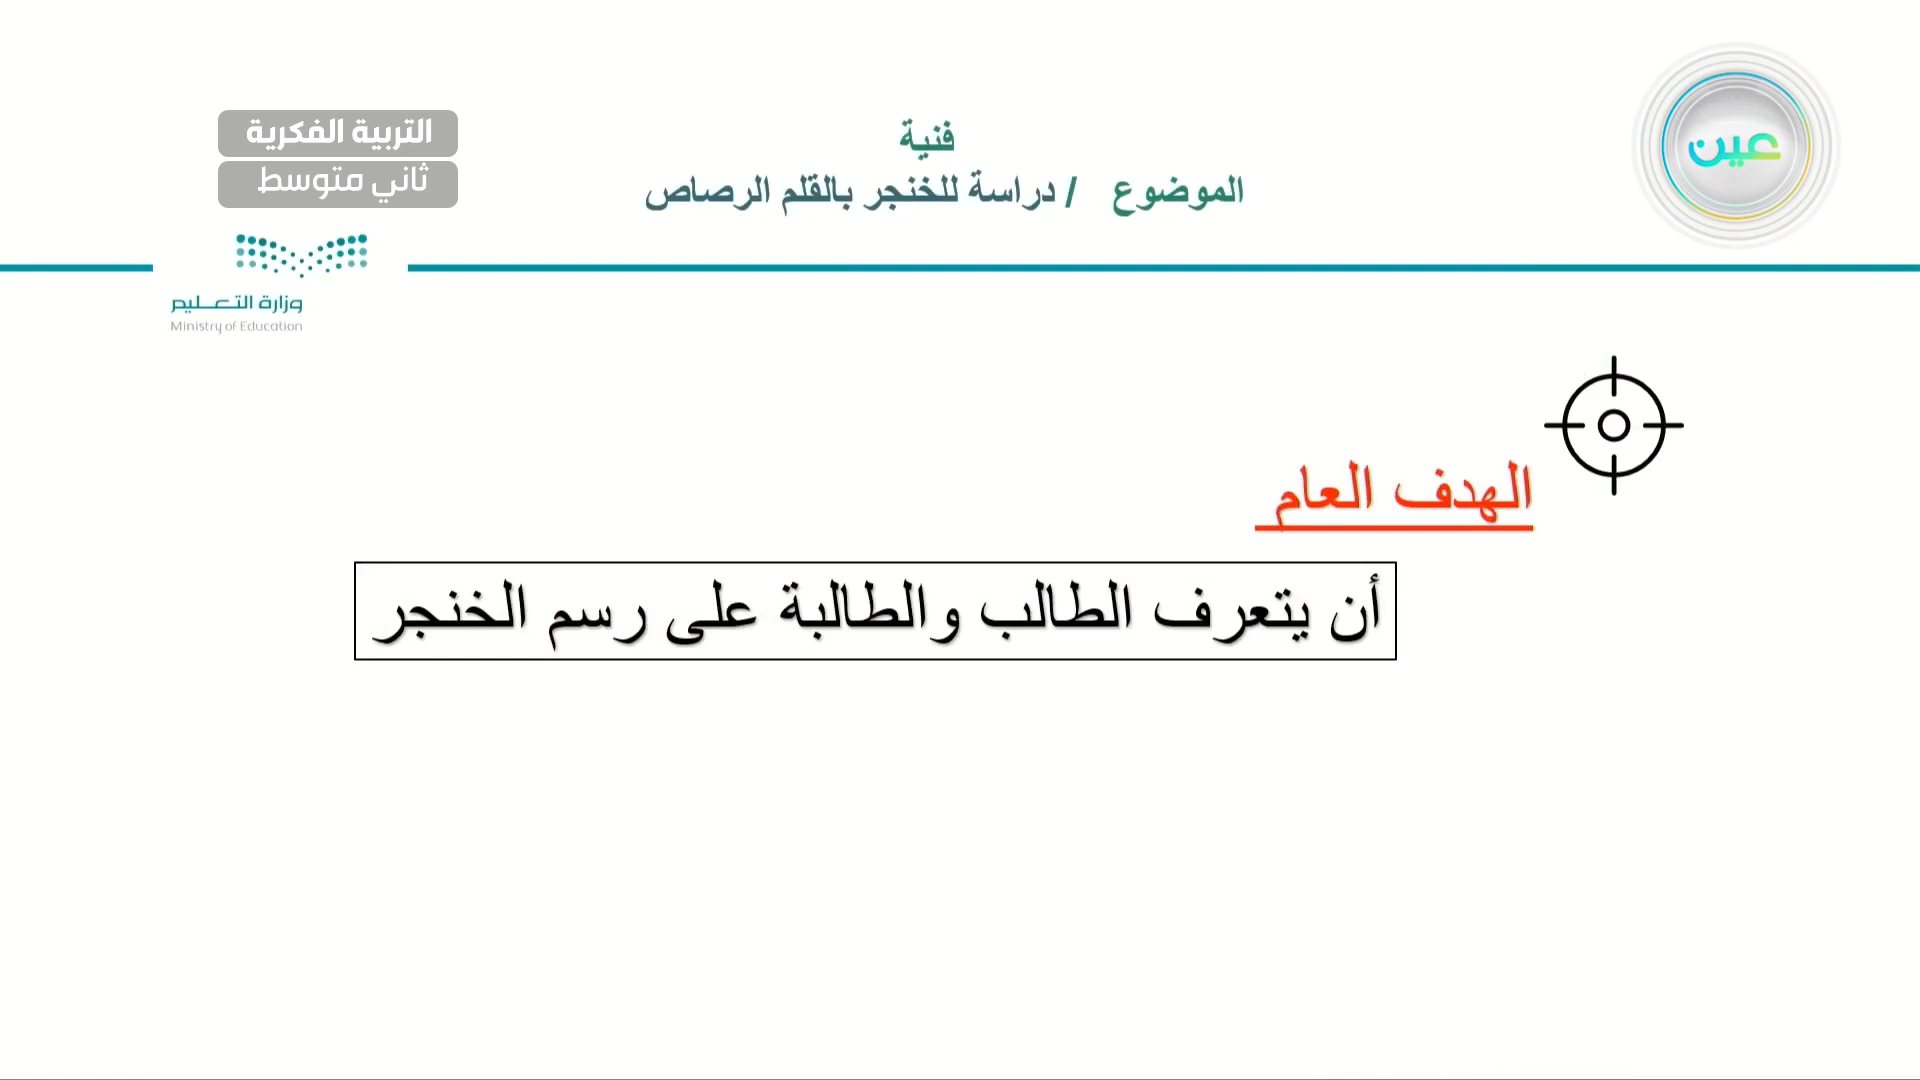 عين
فنية
الموضوع / دراسة للخنجر بالقلم الرصاص
التربية الفكرية
ثاني متوسط
وزارة التعليم
Ministry of Education
الهدف العام
أن يتعرف الطالب والطالبة على رسم الخنجر